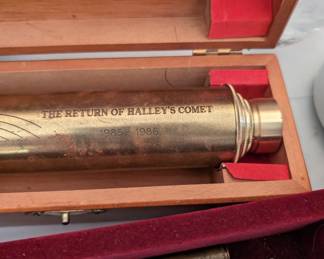 THE RETURN OF HALLEY'S COMET
1985 - 1986